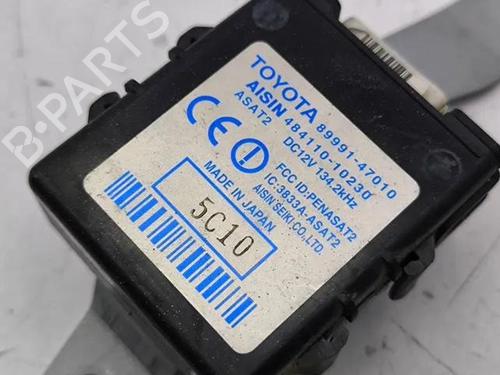 B-PARTS
TOYOTA 89991-47010
AISIN 484110-10230
ASAT2 DC12V 134.2kHz
CE
FCC ID:PENASAT2
IC:3833A-ASAT2
AISIN SEIKI.CO.,LTD.
MADE IN JAPAN
5C10